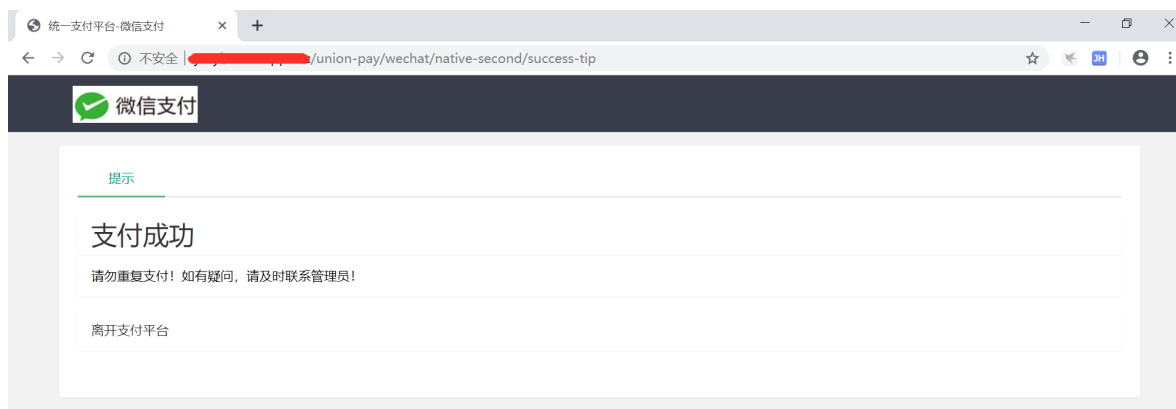 统一支付平台-微信支付
不安全 | /union-pay/wechat/native-second/success-tip
JH
微信支付
提示
支付成功
请勿重复支付！如有疑问，请及时联系管理员！
离开支付平台